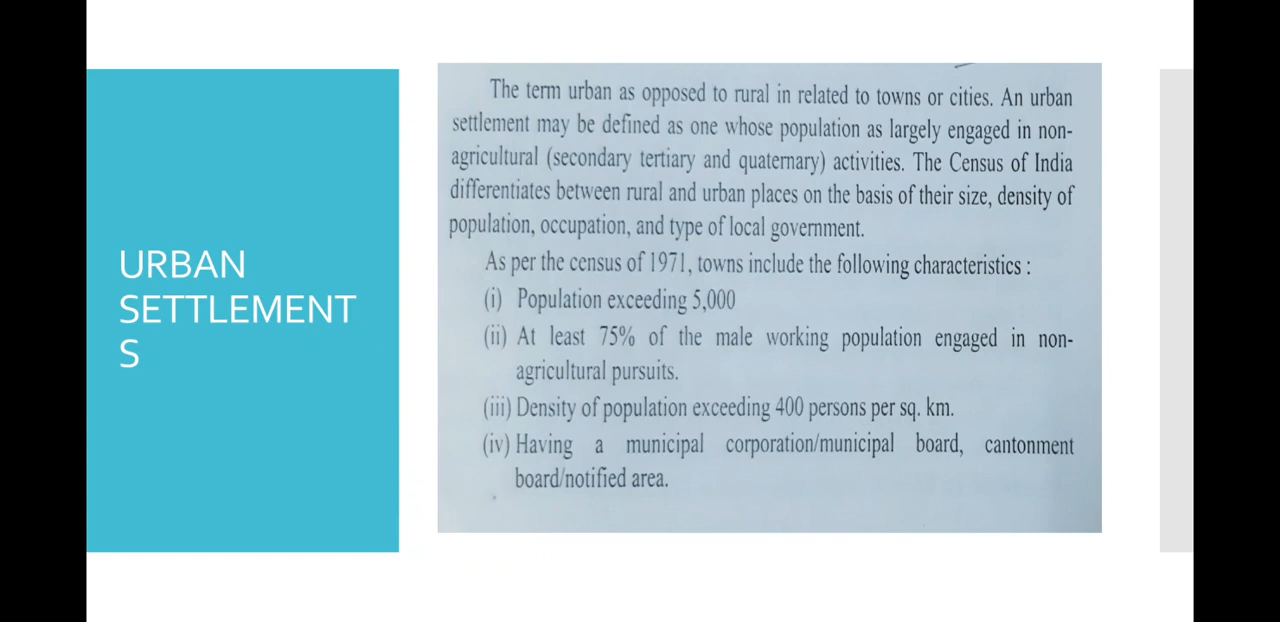 URBAN
SETTLEMENT
S
The term urban as opposed to rural in related to towns or cities. An urban
settlement may be defined as one whose population as largely engaged in non-
agricultural (secondary tertiary and quaternary) activities. The Census of India
differentiates between rural and urban places on the basis of their size, density of
population, occupation, and type of local government.
As per the census of 1971, towns include the following characteristics :
(i) Population exceeding 5,000
(ii) At least 75% of the male working population engaged in non-
agricultural pursuits.
(iii) Density of population exceeding 400 persons per sq. km.
(iv) Having a municipal corporation/municipal board, cantonment
board/notified area.